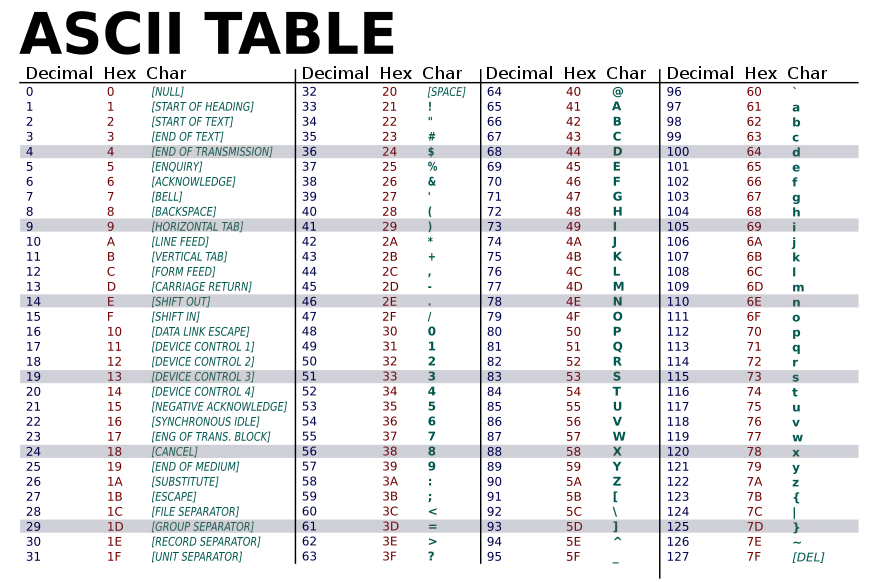 ASCII TABLE
Decimal Hex Char Decimal Hex Char Decimal Hex Char Decimal Hex Char
0 0 [NULL] 32 20 [SPACE] 64 40 @ 96 60 `
1 1 [START OF HEADING] 33 21 ! 65 41 A 97 61 a
2 2 [START OF TEXT] 34 22 " 66 42 B 98 62 b
3 3 [END OF TEXT] 35 23 # 67 43 C 99 63 c
4 4 [END OF TRANSMISSION] 36 24 $ 68 44 D 100 64 d
5 5 [ENQUIRY] 37 25 % 69 45 E 101 65 e
6 6 [ACKNOWLEDGE] 38 26 & 70 46 F 102 66 f
7 7 [BELL] 39 27 ' 71 47 G 103 67 g
8 8 [BACKSPACE] 40 28 ( 72 48 H 104 68 h
9 9 [HORIZONTAL TAB] 41 29 ) 73 49 I 105 69 i
10 A [LINE FEED] 42 2A * 74 4A J 106 6A j
11 B [VERTICAL TAB] 43 2B + 75 4B K 107 6B k
12 C [FORM FEED] 44 2C , 76 4C L 108 6C l
13 D [CARRIAGE RETURN] 45 2D - 77 4D M 109 6D m
14 E [SHIFT OUT] 46 2E . 78 4E N 110 6E n
15 F [SHIFT IN] 47 2F / 79 4F O 111 6F o
16 10 [DATA LINK ESCAPE] 48 30 0 80 50 P 112 70 p
17 11 [DEVICE CONTROL 1] 49 31 1 81 51 Q 113 71 q
18 12 [DEVICE CONTROL 2] 50 32 2 82 52 R 114 72 r
19 13 [DEVICE CONTROL 3] 51 33 3 83 53 S 115 73 s
20 14 [DEVICE CONTROL 4] 52 34 4 84 54 T 116 74 t
21 15 [NEGATIVE ACKNOWLEDGE] 53 35 5 85 55 U 117 75 u
22 16 [SYNCHRONOUS IDLE] 54 36 6 86 56 V 118 76 v
23 17 [ENG OF TRANS. BLOCK] 55 37 7 87 57 W 119 77 w
24 18 [CANCEL] 56 38 8 88 58 X 120 78 x
25 19 [END OF MEDIUM] 57 39 9 89 59 Y 121 79 y
26 1A [SUBSTITUTE] 58 3A : 90 5A Z 122 7A z
27 1B [ESCAPE] 59 3B ; 91 5B [ 123 7B {
28 1C [FILE SEPARATOR] 60 3C < 92 5C \ 124 7C |
29 1D [GROUP SEPARATOR] 61 3D = 93 5D ] 125 7D }
30 1E [RECORD SEPARATOR] 62 3E > 94 5E ^ 126 7E ~
31 1F [UNIT SEPARATOR] 63 3F ? 95 5F _ 127 7F [DEL]